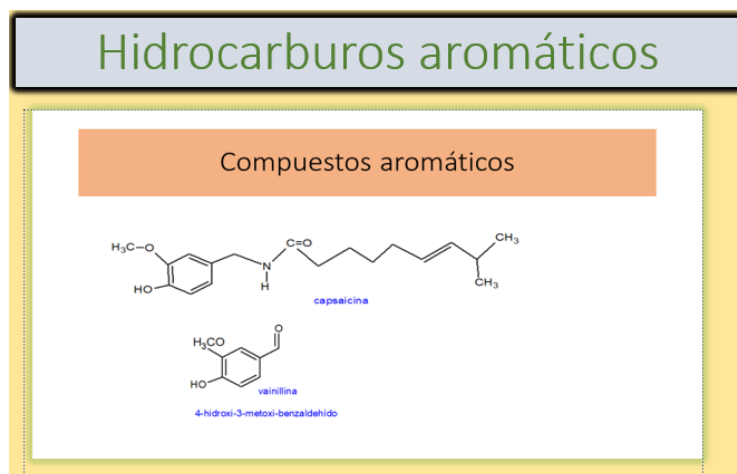 Hidrocarburos aromáticos
Compuestos aromáticos
H₃C–O
HO
N
H
C=O
CH₃
CH₃
capsaicina
H₃CO
O
HO
vainillina
4-hidroxi-3-metoxi-benzaldehído